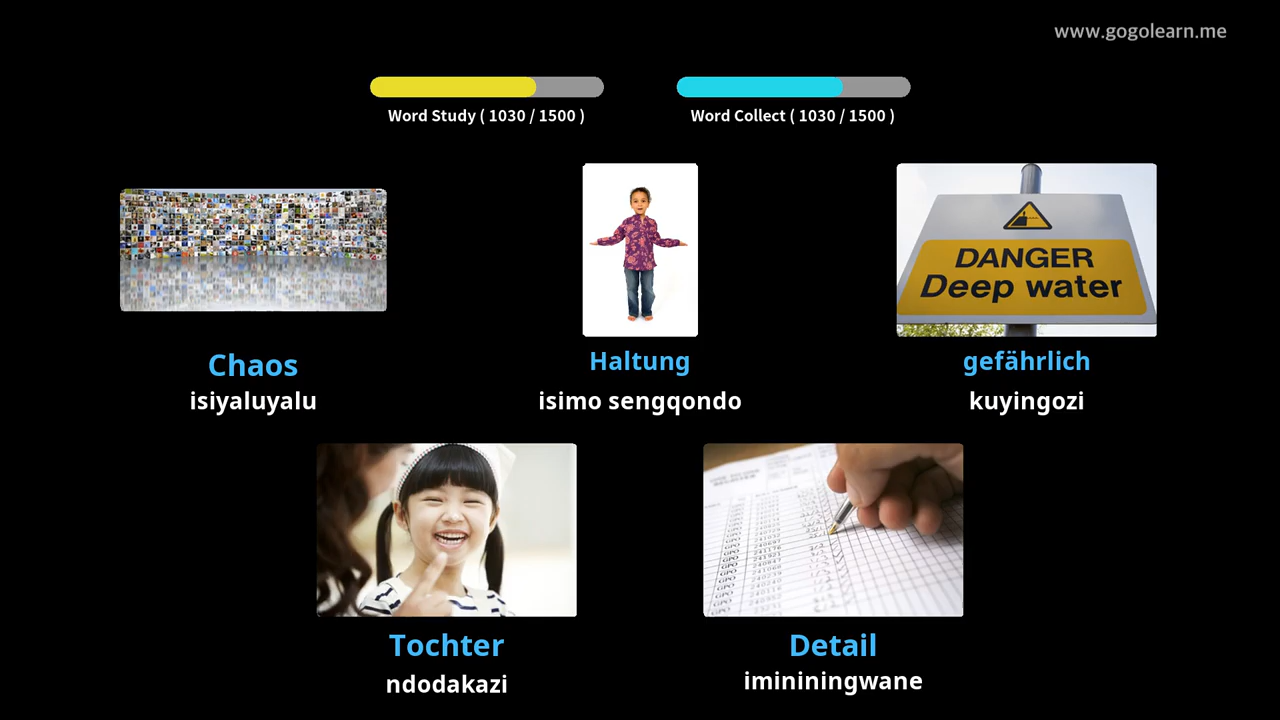 www.gogolearn.me
Word Study ( 1030 / 1500 )
Word Collect ( 1030 / 1500 )
DANGER
Deep water
Chaos
isiyaluyalu
Haltung
isimo sengqondo
gefährlich
kuyingozi
GPO
Tochter
ndodakazi
Detail
imininingwane